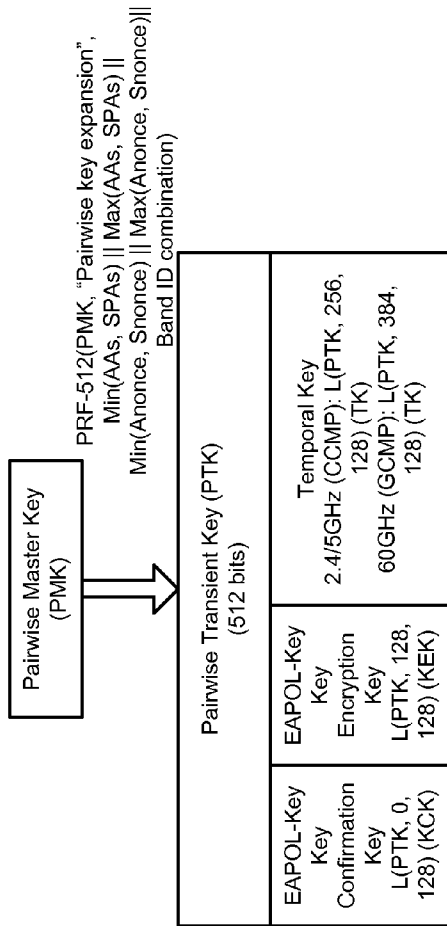 Pairwise Master Key
(PMK)
PRF-512(PMK, “Pairwise key expansion”,
Min(AAs, SPAs) || Max(AAs, SPAs) ||
Min(Anonce, Snonce) || Max(Anonce, Snonce)||
Band ID combination)
Pairwise Transient Key (PTK)
(512 bits)
EAPOL-Key
Key
Confirmation
Key
L(PTK, 0,
128) (KCK)
EAPOL-Key
Key
Encryption
Key
L(PTK, 128,
128) (KEK)
Temporal Key
2.4/5GHz (CCMP): L(PTK, 256,
128) (TK)
60GHz (GCMP): L(PTK, 384,
128) (TK)